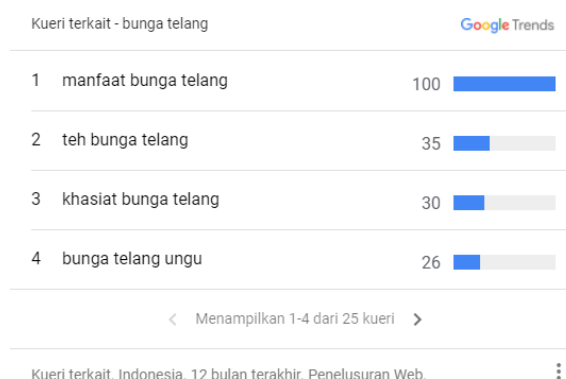 Kueri terkait - bunga telang
Google Trends
1 manfaat bunga telang 100
2 teh bunga telang 35
3 khasiat bunga telang 30
4 bunga telang ungu 26
Menampilkan 1-4 dari 25 kueri
Kueri terkait. Indonesia. 12 bulan terakhir. Penelusuran Web.